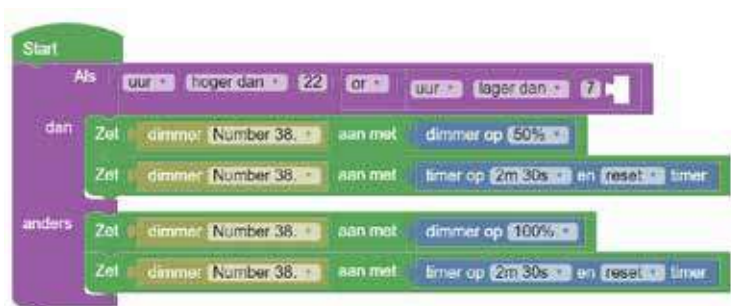 Start
Als uur hoger dan 22 or uur lager dan 7
dan Zet dimmer Number 38. aan met dimmer op 50%
Zet dimmer Number 38. aan met timer op 2m 30s en reset timer
anders Zet dimmer Number 38. aan met dimmer op 100%
Zet dimmer Number 38. aan met timer op 2m 30s en reset timer